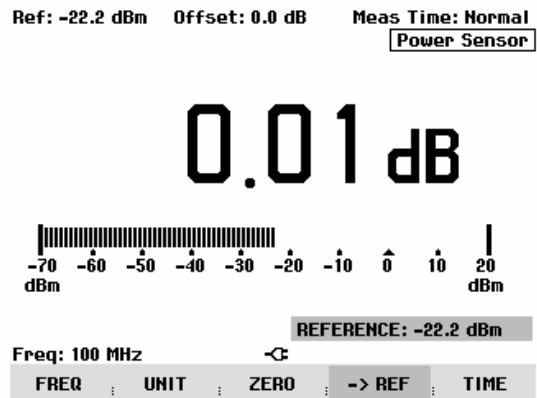 Ref: -22.2 dBm Offset: 0.0 dB Meas Time: Normal
Power Sensor
0.01 dB
-70 -60 -50 -40 -30 -20 -10 0 10 20
dBm dBm
REFERENCE: -22.2 dBm
Freq: 100 MHz
FREQ UNIT ZERO -> REF TIME